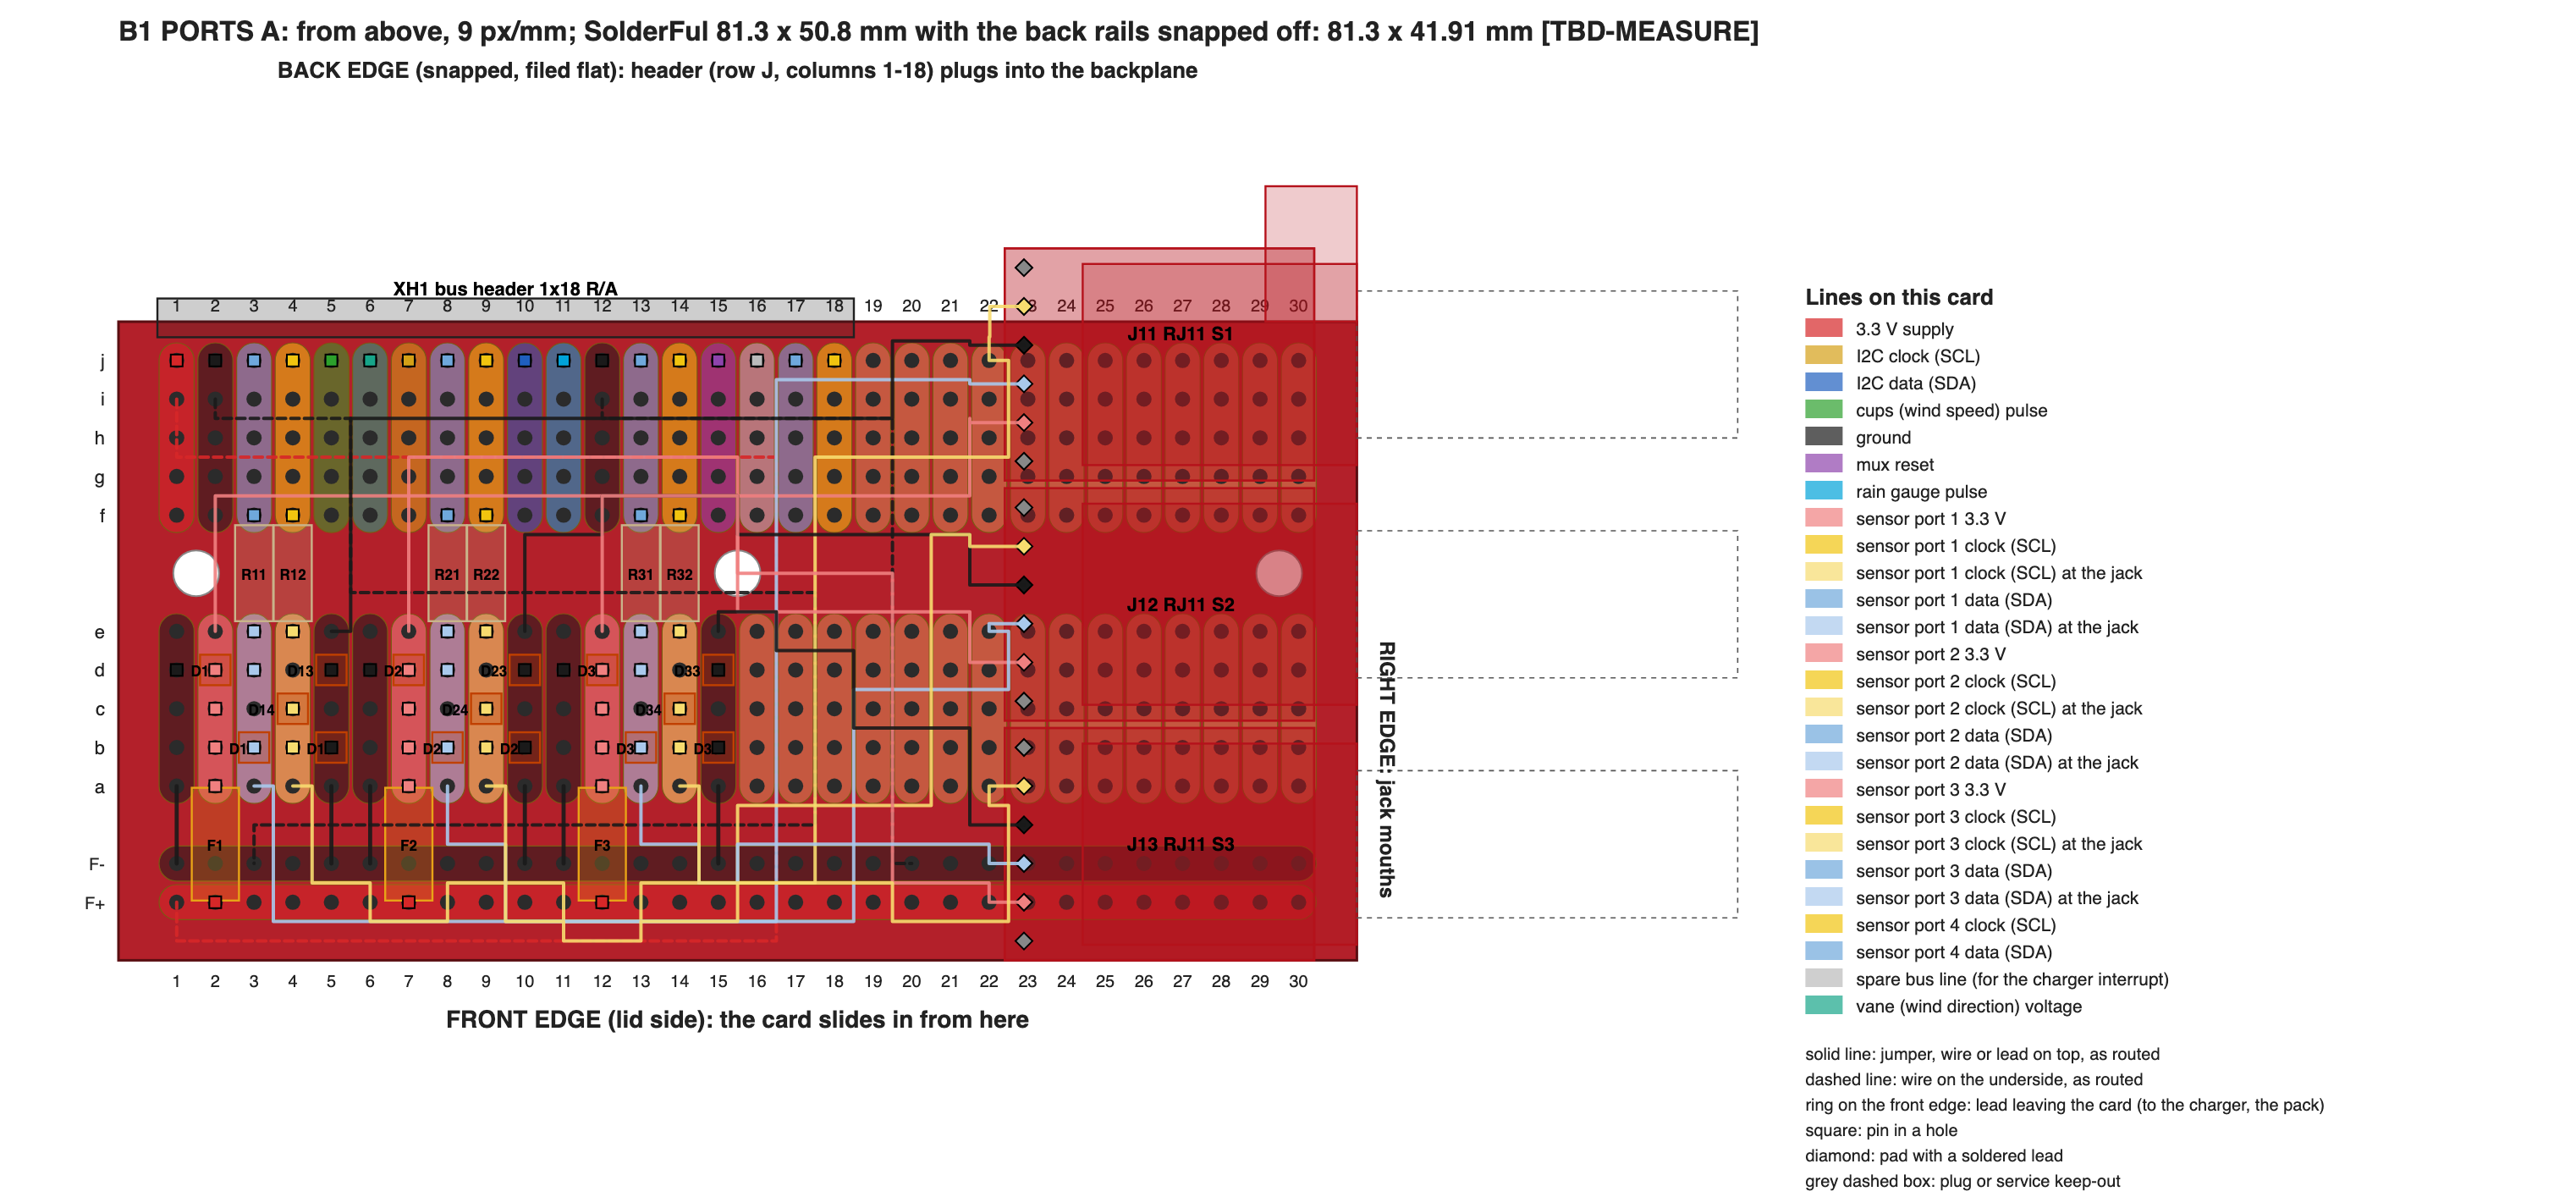 B1 PORTS A: from above, 9 px/mm; SolderFul 81.3 x 50.8 mm with the back rails snapped off: 81.3 x 41.91 mm [TBD-MEASURE]
BACK EDGE (snapped, filed flat): header (row J, columns 1-18) plugs into the backplane
XH1 bus header 1x18 R/A
1 2 3 4 5 6 7 8 9 10 11 12 13 14 15 16 17 18 19 20 21 22 23 24 25 26 27 28 29 30
J11 RJ11 S1
j
i
h
g
f
R11 R12 R21 R22 R31 R32
J12 RJ11 S2
e
d D1 D13 D2 D23 D3 D33
c D14 D24 D34
b D1 D1 D2 D2 D3 D3
a
F1 F2 F3
J13 RJ11 S3
F-
F+
RIGHT EDGE: jack mouths
1 2 3 4 5 6 7 8 9 10 11 12 13 14 15 16 17 18 19 20 21 22 23 24 25 26 27 28 29 30
FRONT EDGE (lid side): the card slides in from here
Lines on this card
3.3 V supply
I2C clock (SCL)
I2C data (SDA)
cups (wind speed) pulse
ground
mux reset
rain gauge pulse
sensor port 1 3.3 V
sensor port 1 clock (SCL)
sensor port 1 clock (SCL) at the jack
sensor port 1 data (SDA)
sensor port 1 data (SDA) at the jack
sensor port 2 3.3 V
sensor port 2 clock (SCL)
sensor port 2 clock (SCL) at the jack
sensor port 2 data (SDA)
sensor port 2 data (SDA) at the jack
sensor port 3 3.3 V
sensor port 3 clock (SCL)
sensor port 3 clock (SCL) at the jack
sensor port 3 data (SDA)
sensor port 3 data (SDA) at the jack
sensor port 4 clock (SCL)
sensor port 4 data (SDA)
spare bus line (for the charger interrupt)
vane (wind direction) voltage
solid line: jumper, wire or lead on top, as routed
dashed line: wire on the underside, as routed
ring on the front edge: lead leaving the card (to the charger, the pack)
square: pin in a hole
diamond: pad with a soldered lead
grey dashed box: plug or service keep-out